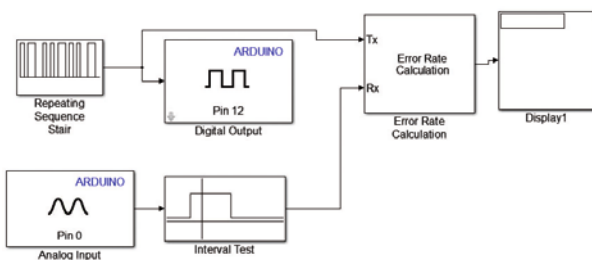 Repeating
Sequence
Stair
ARDUINO
Pin 12
Digital Output
Tx
Rx
Error Rate
Calculation
Error Rate
Calculation
Display1
ARDUINO
Pin 0
Analog Input
Interval Test